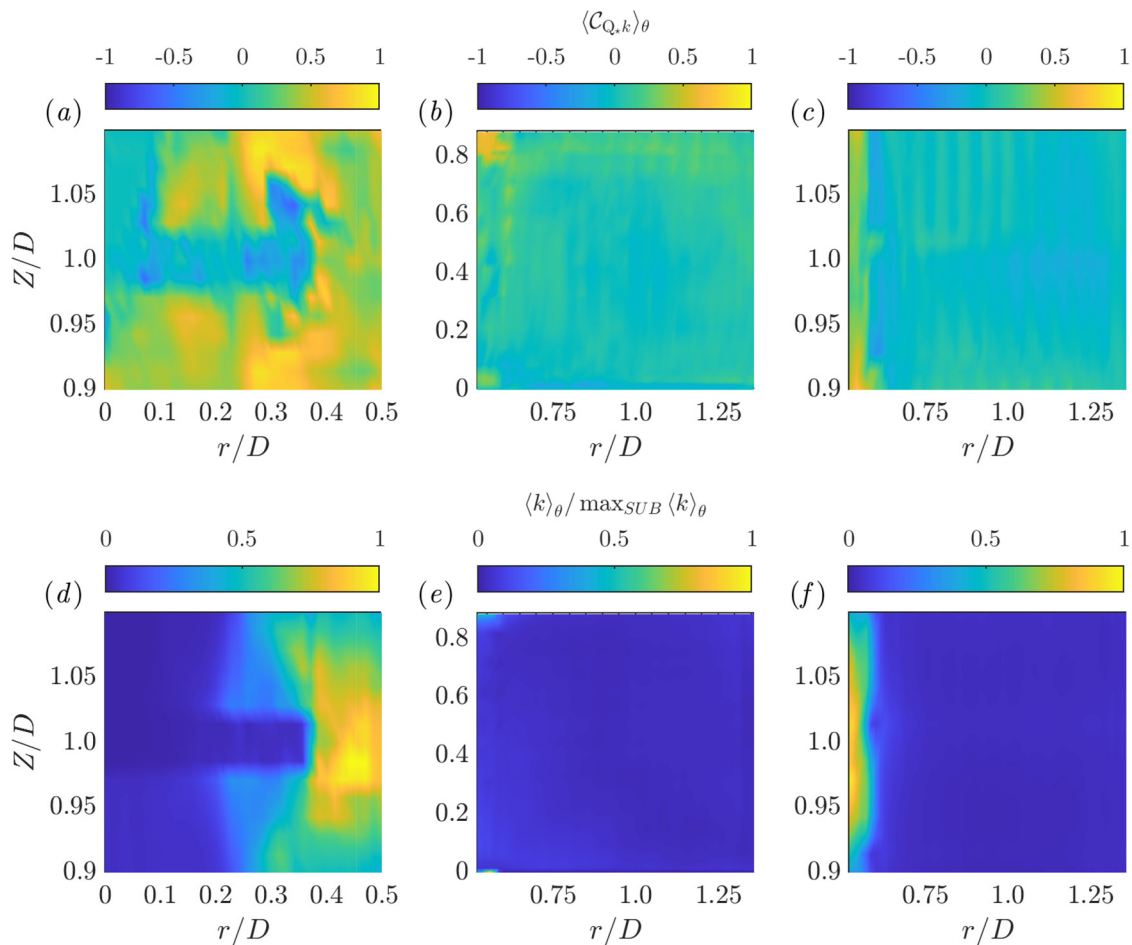 ⟨𝒞_{Q⋆k}⟩_θ
-1 -0.5 0 0.5 1 -1 -0.5 0 0.5 1 -1 -0.5 0 0.5 1
(a) (b) (c)
Z/D
1.05 1.0 0.95 0.9
0.8 0.6 0.4 0.2 0
1.05 1.0 0.95 0.9
0 0.1 0.2 0.3 0.4 0.5 0.75 1.0 1.25 0.75 1.0 1.25
r/D r/D r/D
⟨k⟩_θ/ max_{SUB} ⟨k⟩_θ
0 0.5 1 0 0.5 1 0 0.5 1
(d) (e) (f)
Z/D
1.05 1.0 0.95 0.9
0.8 0.6 0.4 0.2 0
1.05 1.0 0.95 0.9
0 0.1 0.2 0.3 0.4 0.5 0.75 1.0 1.25 0.75 1.0 1.25
r/D r/D r/D